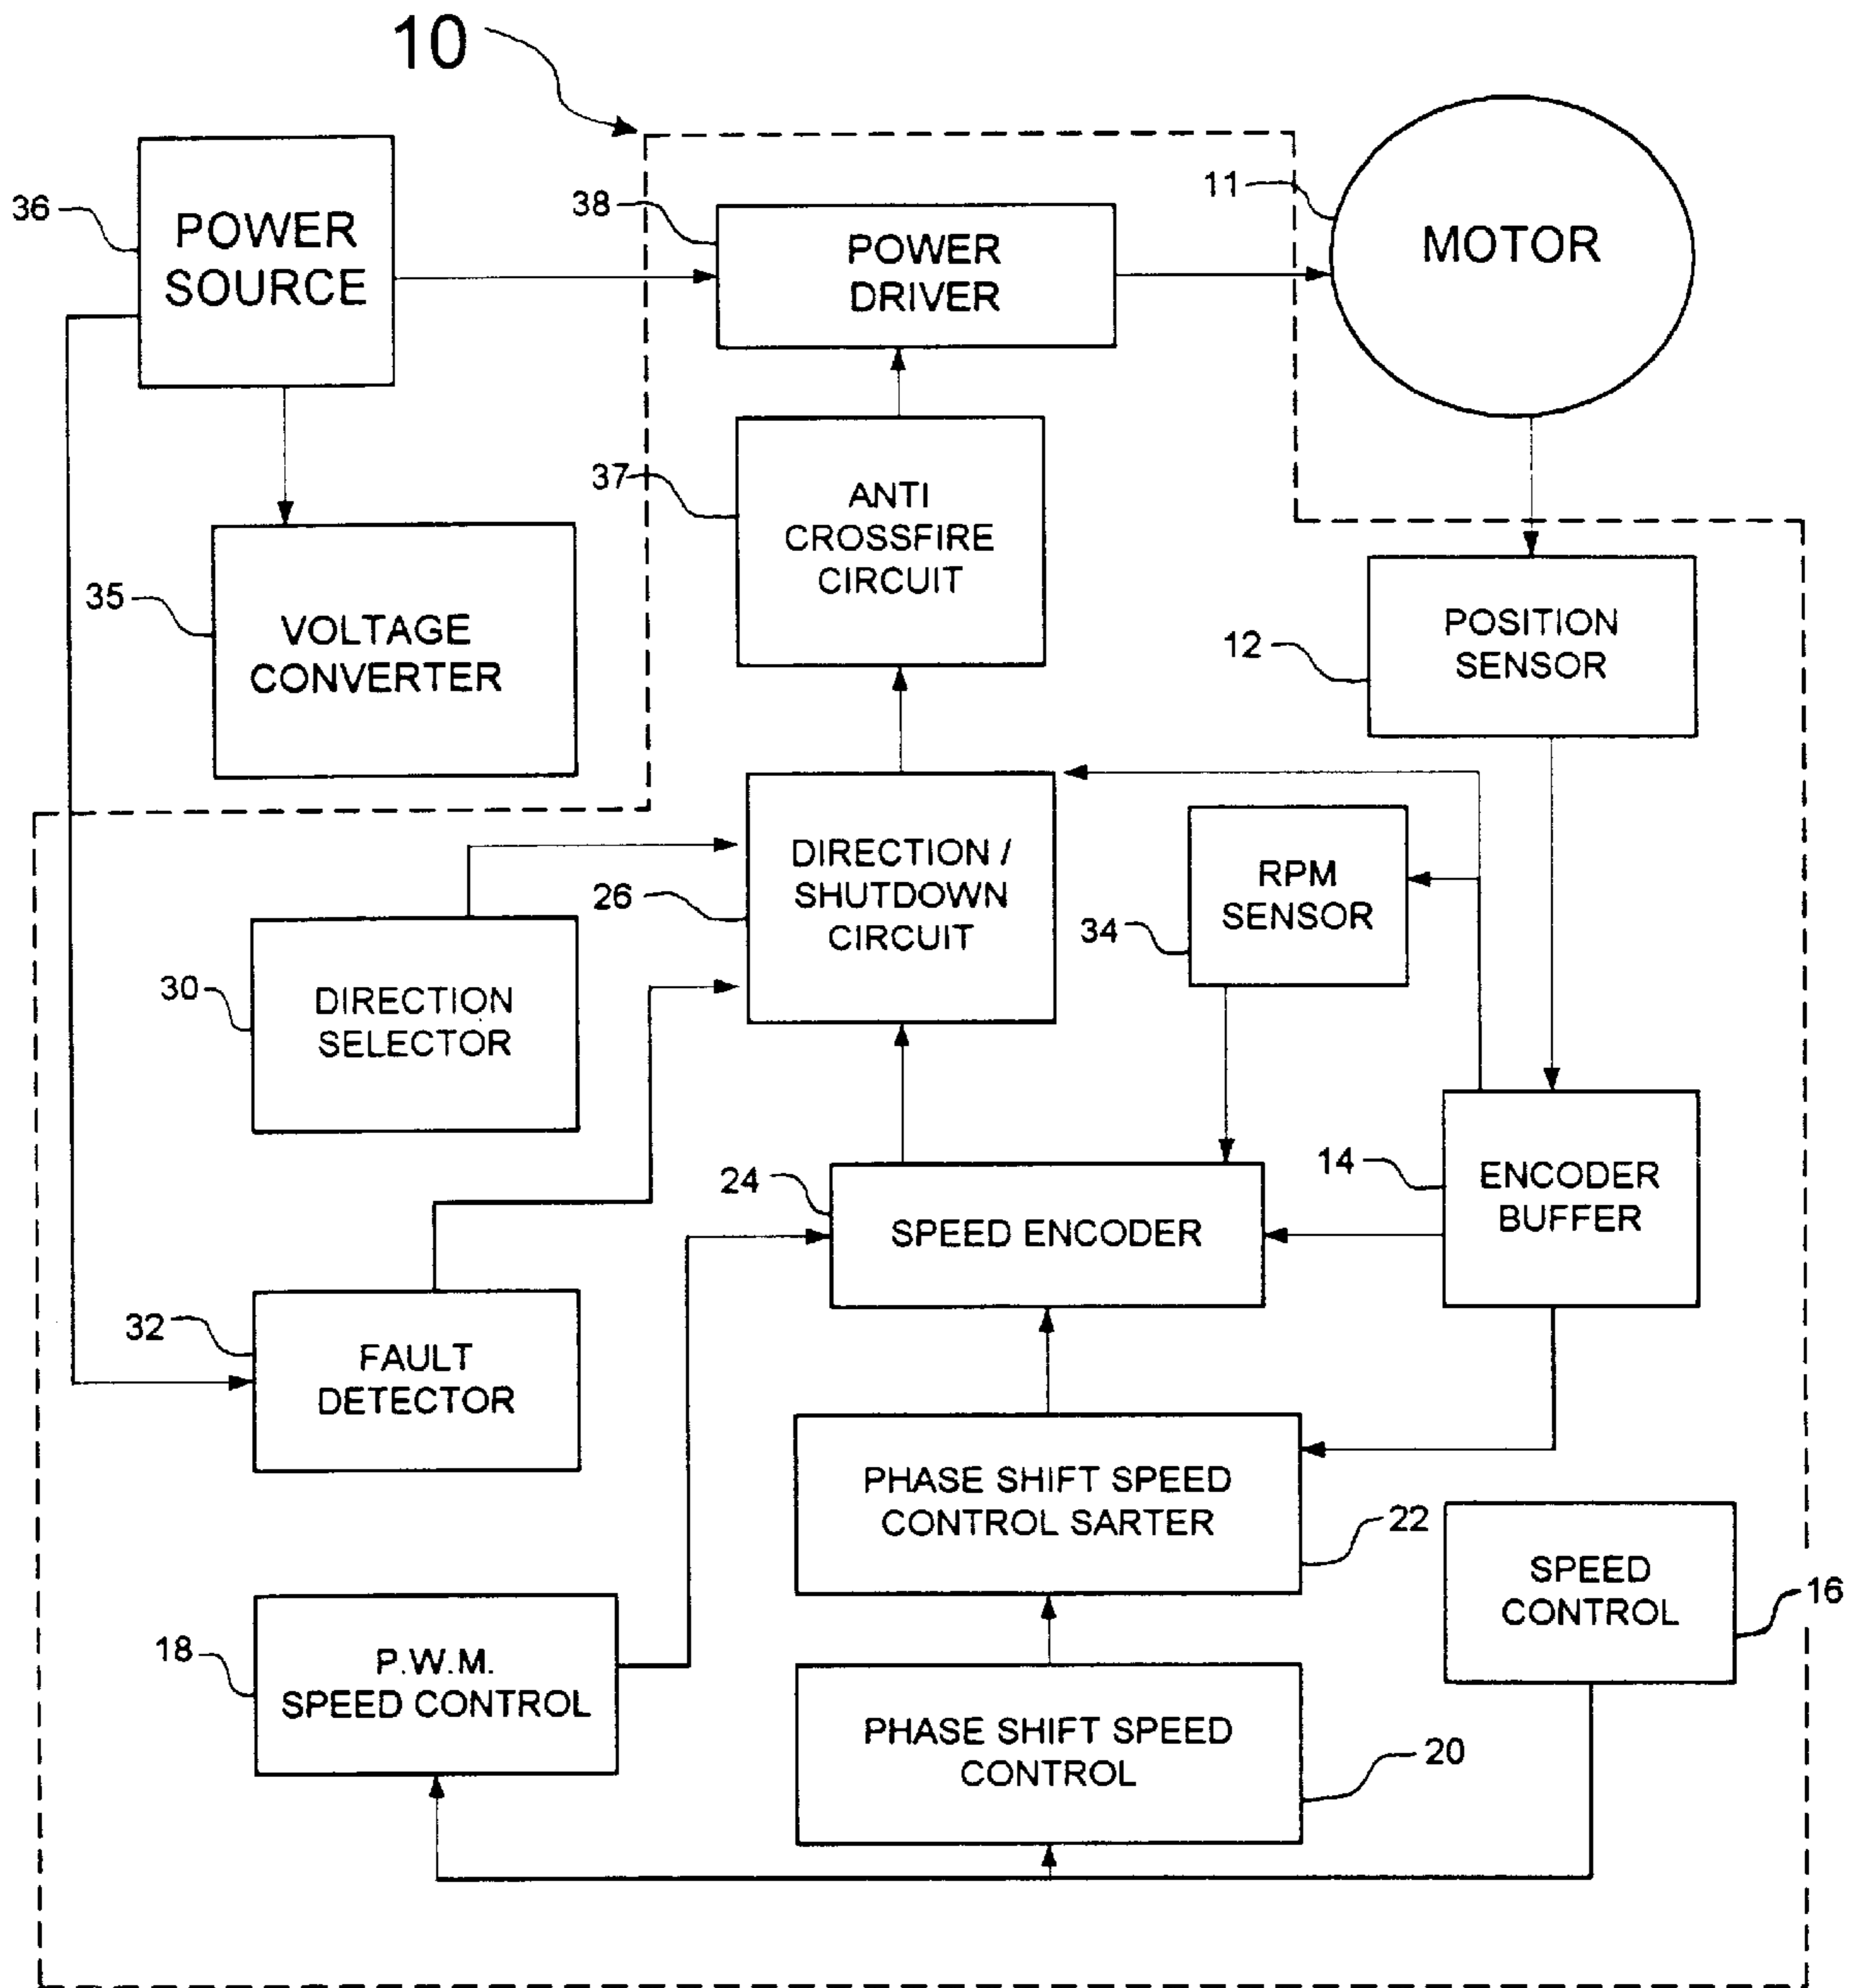 10
36
POWER
SOURCE
38
POWER
DRIVER
11
MOTOR
37
ANTI
CROSSFIRE
CIRCUIT
35
VOLTAGE
CONVERTER
12
POSITION
SENSOR
26
DIRECTION /
SHUTDOWN
CIRCUIT
34
RPM
SENSOR
30
DIRECTION
SELECTOR
24
SPEED ENCODER
14
ENCODER
BUFFER
32
FAULT
DETECTOR
PHASE SHIFT SPEED
CONTROL SARTER
22
SPEED
CONTROL
16
18
P.W.M.
SPEED CONTROL
PHASE SHIFT SPEED
CONTROL
20